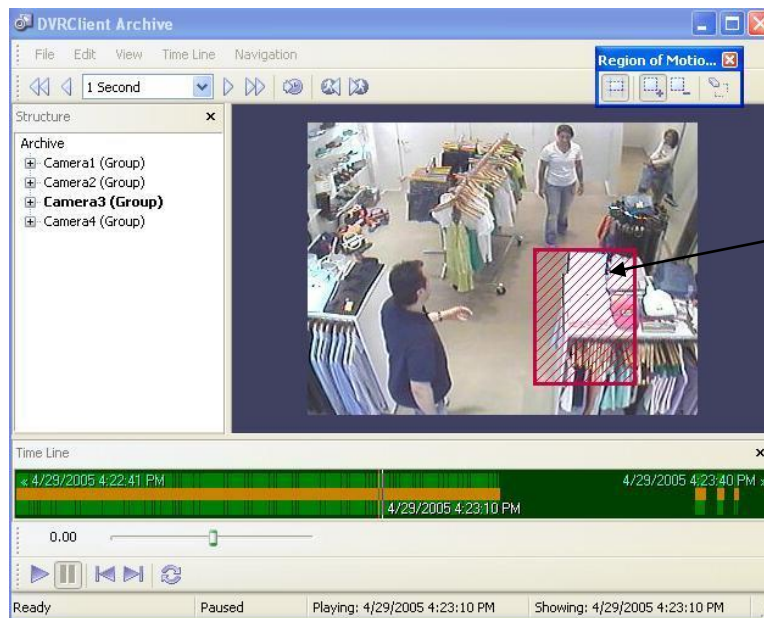 DVRClient Archive
File Edit View Time Line Navigation
Region of Motio...
1 Second
Structure
Archive
Camera1 (Group)
Camera2 (Group)
Camera3 (Group)
Camera4 (Group)
Time Line
« 4/29/2005 4:22:41 PM
4/29/2005 4:23:40 PM »
4/29/2005 4:23:10 PM
0.00
Ready Paused Playing: 4/29/2005 4:23:10 PM Showing: 4/29/2005 4:23:10 PM